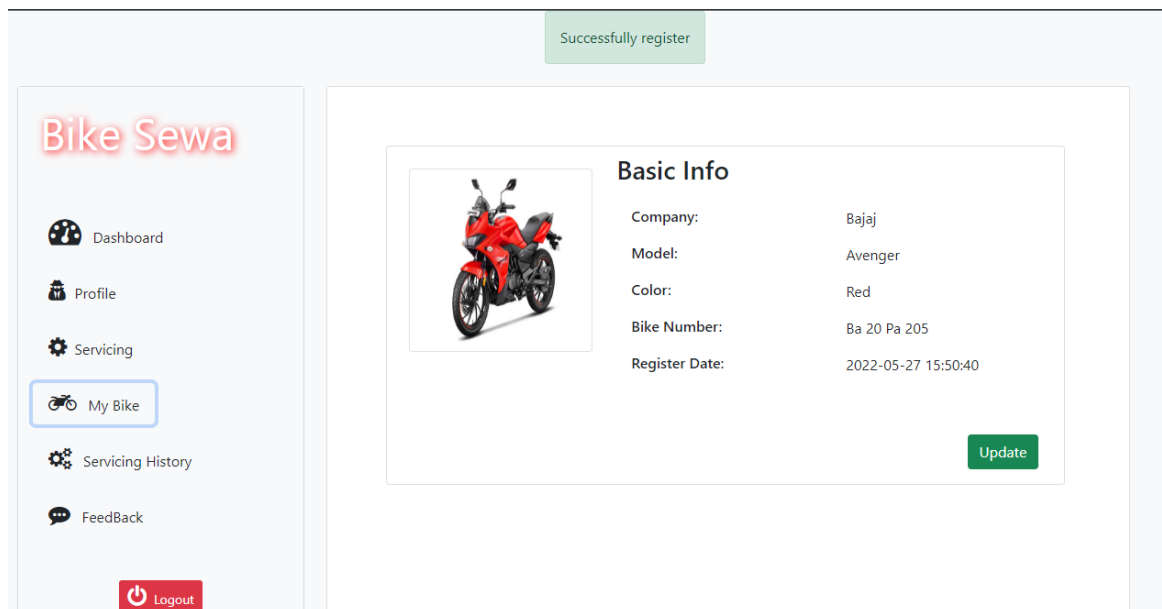 Successfully register
Bike Sewa
Dashboard
Profile
Servicing
My Bike
Servicing History
FeedBack
Logout
Basic Info
Company: Bajaj
Model: Avenger
Color: Red
Bike Number: Ba 20 Pa 205
Register Date: 2022-05-27 15:50:40
Update